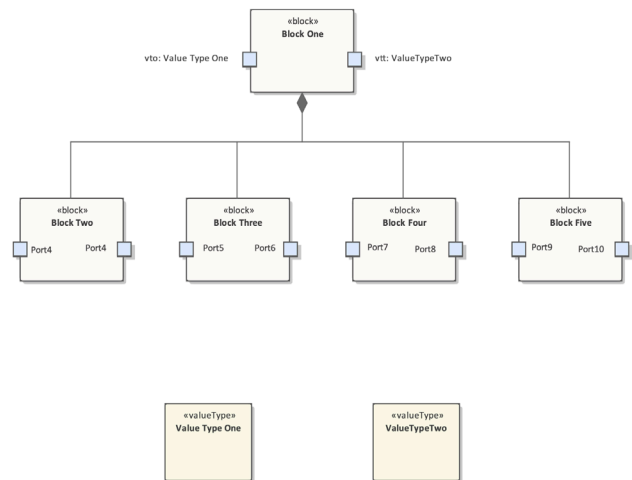 «block»
Block One
vto: Value Type One
vtt: ValueTypeTwo
«block»
Block Two
Port4
Port4
«block»
Block Three
Port5
Port6
«block»
Block Four
Port7
Port8
«block»
Block Five
Port9
Port10
«valueType»
Value Type One
«valueType»
ValueTypeTwo